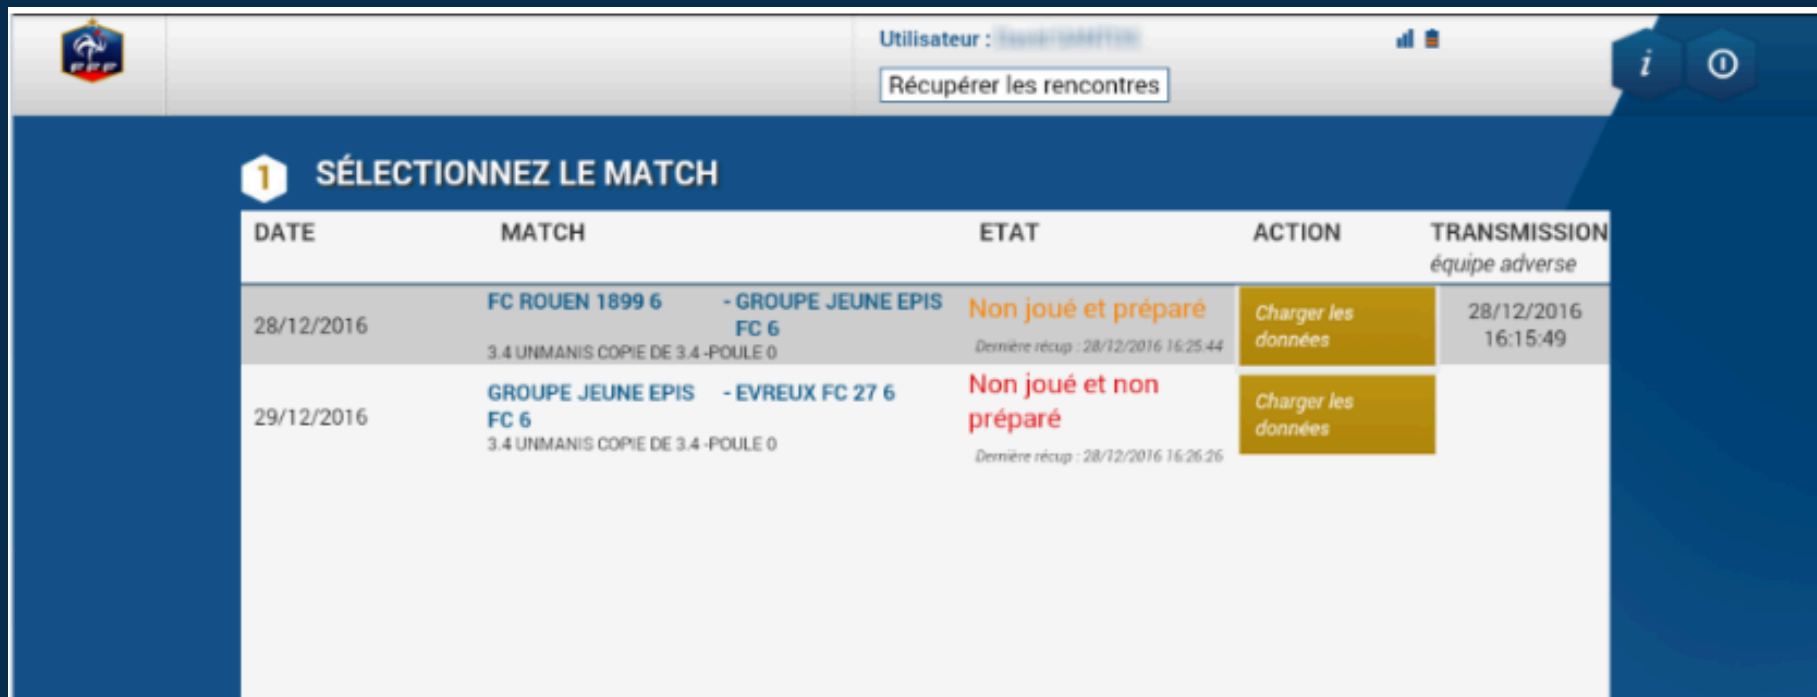 FFF
Utilisateur :
Récupérer les rencontres
i
1 SÉLECTIONNEZ LE MATCH
DATE MATCH ETAT ACTION TRANSMISSION
équipe adverse
28/12/2016
FC ROUEN 1899 6 - GROUPE JEUNE EPIS
FC 6
3.4 UNMANIS COPIE DE 3.4 -POULE 0
Non joué et préparé
Dernière récup : 28/12/2016 16:25:44
Charger les
données
28/12/2016
16:15:49
29/12/2016
GROUPE JEUNE EPIS - EVREUX FC 27 6
FC 6
3.4 UNMANIS COPIE DE 3.4 -POULE 0
Non joué et non
préparé
Dernière récup : 28/12/2016 16:26:26
Charger les
données